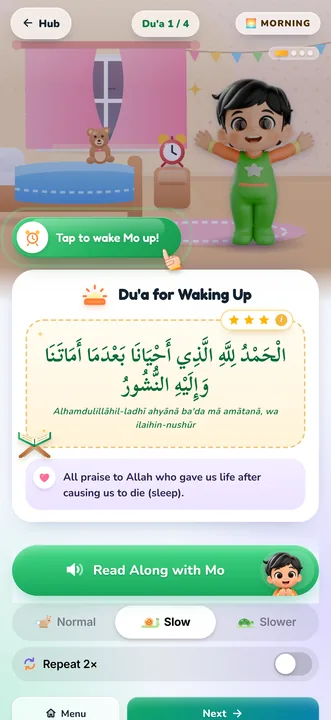 ← Hub
Du'a 1 / 4
MORNING
Tap to wake Mo up!
Du'a for Waking Up
الْحَمْدُ لِلَّهِ الَّذِي أَحْيَانَا بَعْدَمَا أَمَاتَنَا
وَإِلَيْهِ النُّشُورُ
Alhamdulillāhil-ladhī ahyānā ba'da mā amātanā, wa
ilaihin-nushūr
All praise to Allah who gave us life after
causing us to die (sleep).
Read Along with Mo
Normal
Slow
Slower
Repeat 2×
Menu
Next →